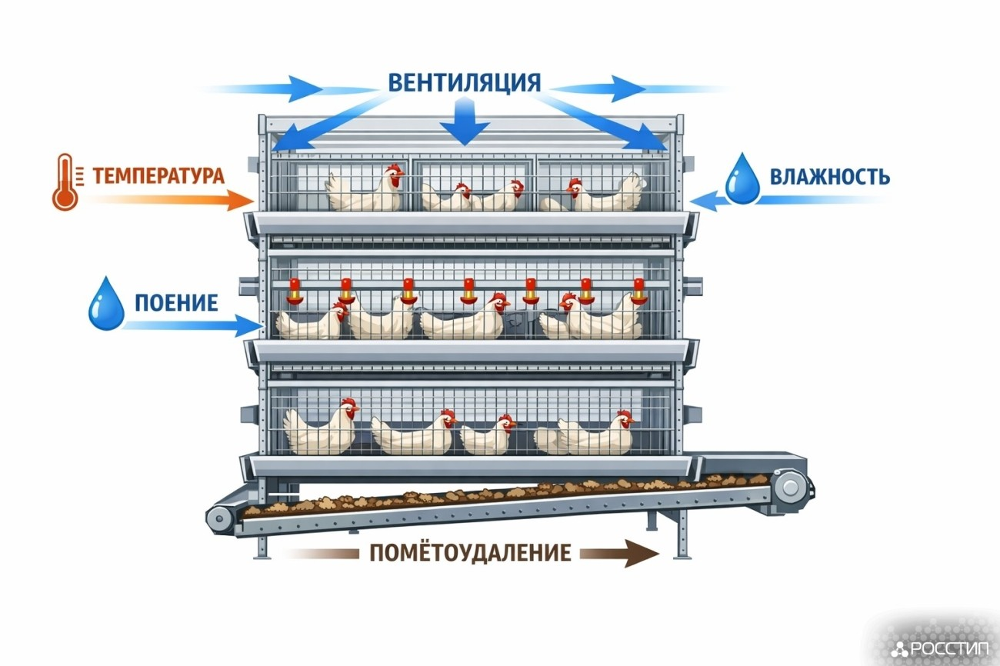 ВЕНТИЛЯЦИЯ
ТЕМПЕРАТУРА
ВЛАЖНОСТЬ
ПОЕНИЕ
ПОМЁТОУДАЛЕНИЕ
РОССТИП